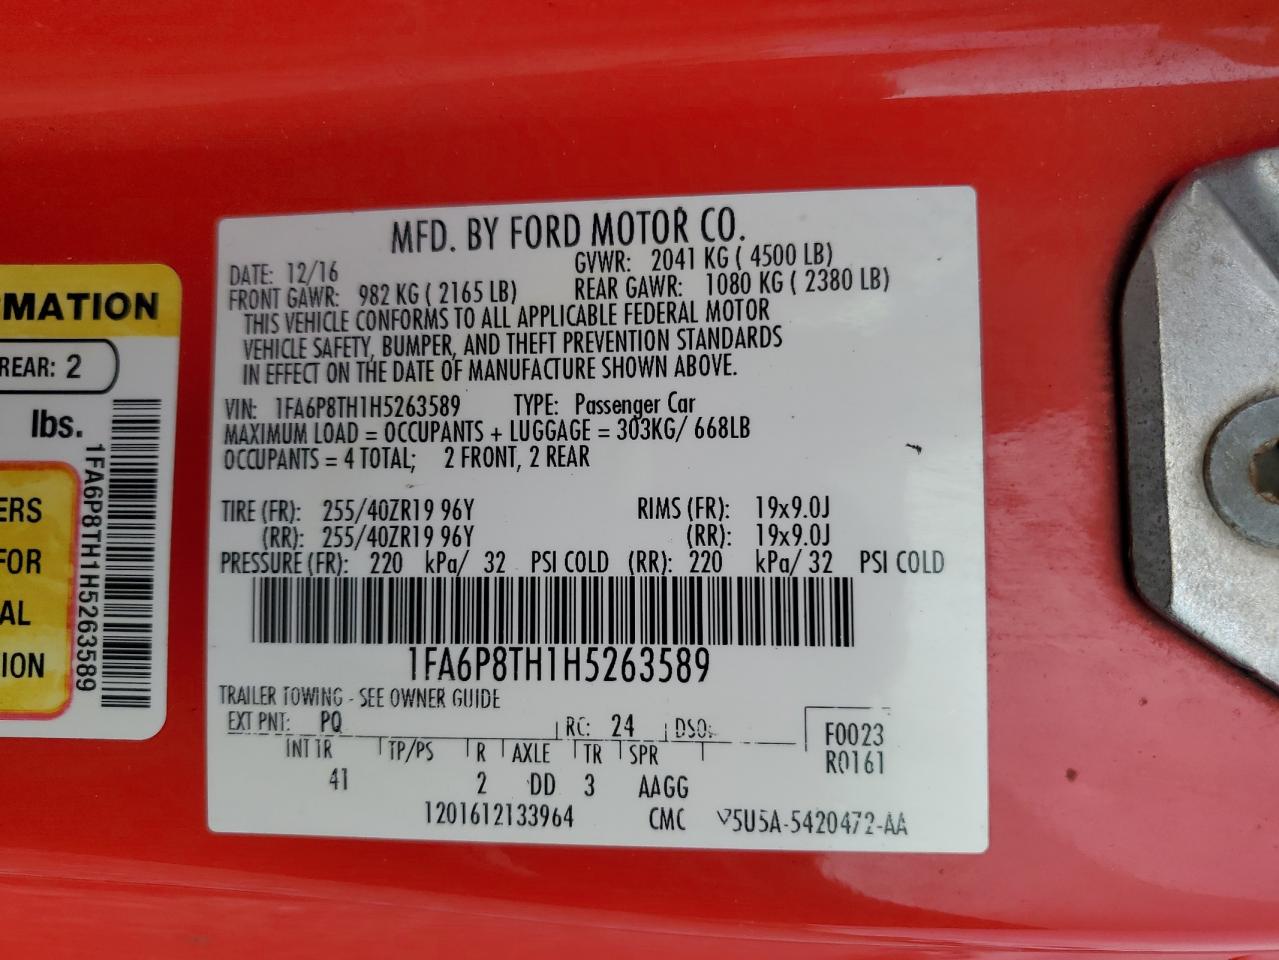 MFD. BY FORD MOTOR CO.
DATE: 12/16 GVWR: 2041 KG ( 4500 LB)
FRONT GAWR: 982 KG ( 2165 LB) REAR GAWR: 1080 KG ( 2380 LB)
THIS VEHICLE CONFORMS TO ALL APPLICABLE FEDERAL MOTOR
VEHICLE SAFETY, BUMPER, AND THEFT PREVENTION STANDARDS
IN EFFECT ON THE DATE OF MANUFACTURE SHOWN ABOVE.
VIN: 1FA6P8TH1H5263589 TYPE: Passenger Car
MAXIMUM LOAD = OCCUPANTS + LUGGAGE = 303KG/ 668LB
OCCUPANTS = 4 TOTAL; 2 FRONT, 2 REAR
TIRE (FR): 255/40ZR19 96Y RIMS (FR): 19x9.0J
(RR): 255/40ZR19 96Y (RR): 19x9.0J
PRESSURE (FR): 220 kPa/ 32 PSI COLD (RR): 220 kPa/ 32 PSI COLD
1FA6P8TH1H5263589
TRAILER TOWING - SEE OWNER GUIDE
EXT PNT: PQ RC: 24 DSO:
F0023
INT TR TP/PS R AXLE TR SPR
R0161
41 2 DD 3 AAGG
1201612133964 CMC 5U5A-5420472-AA
RMATION
REAR: 2
lbs.
1FA6P8TH1H5263589
ERS
FOR
AL
ION